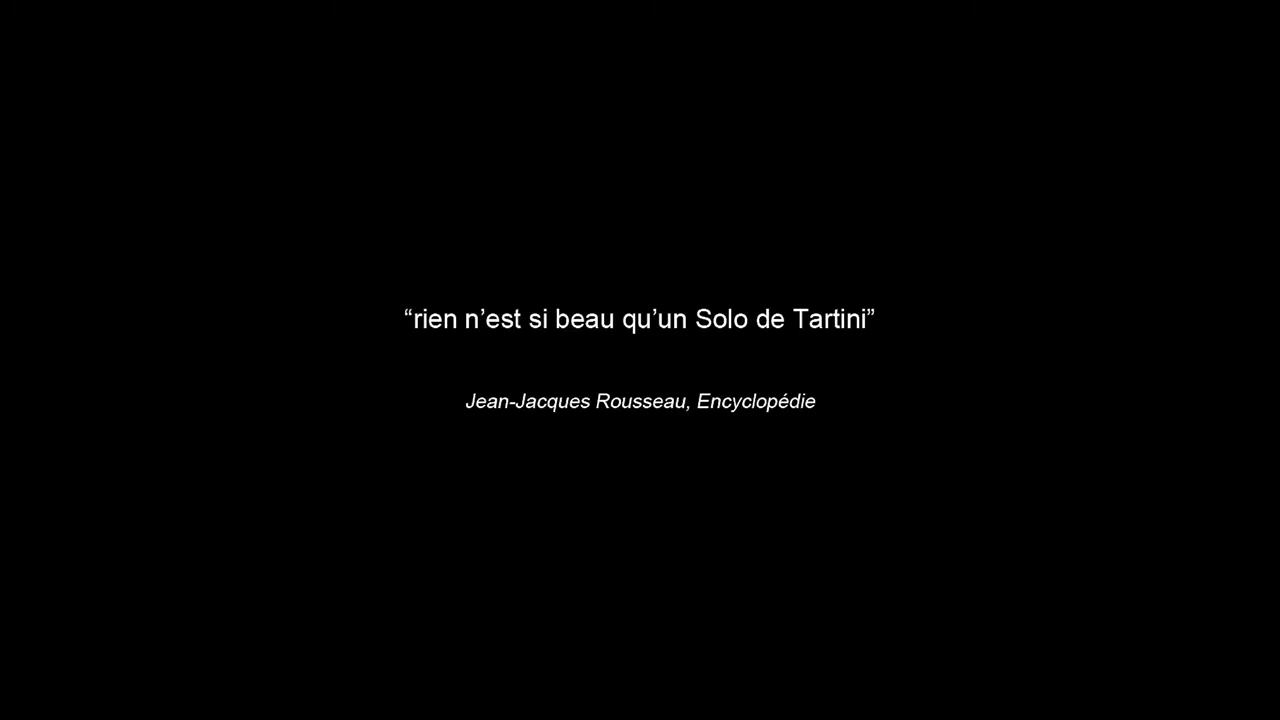 “rien n’est si beau qu’un Solo de Tartini”
Jean-Jacques Rousseau, Encyclopédie